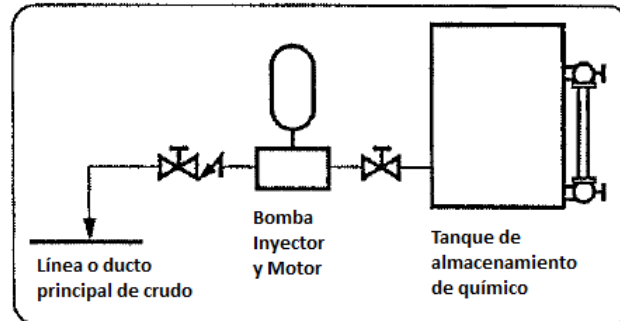 Bomba
Inyector
y Motor
Tanque de
almacenamiento
de químico
Línea o ducto
principal de crudo